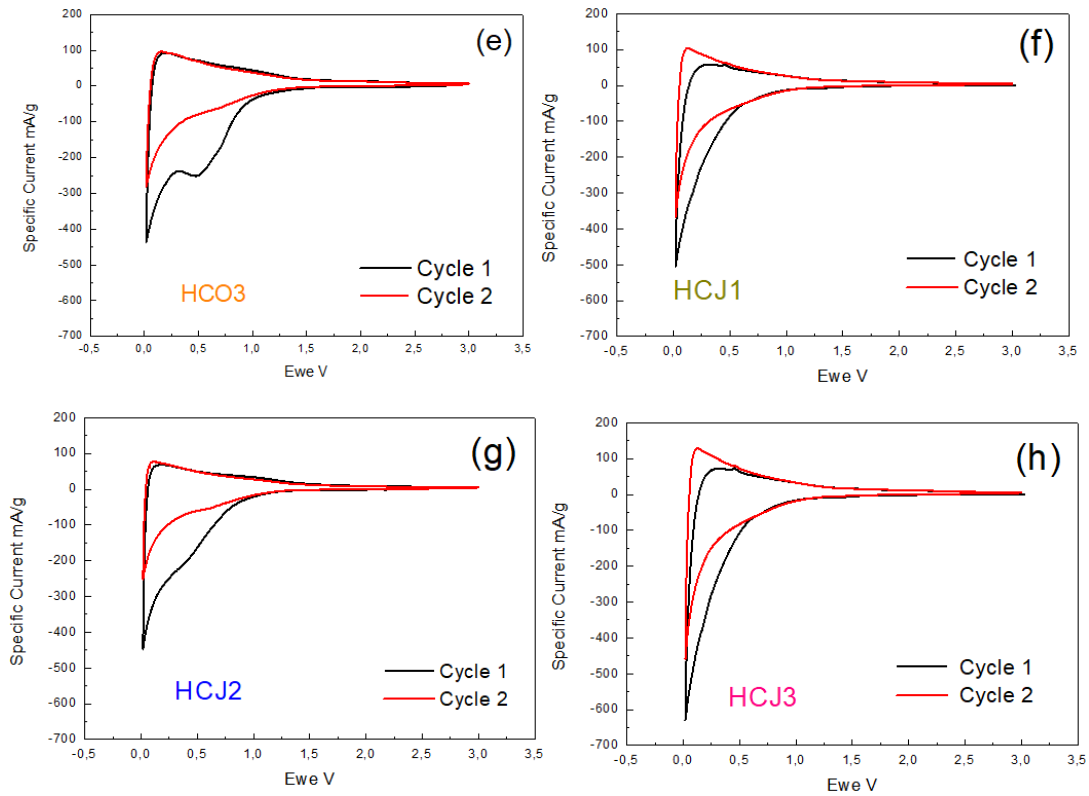 (e)
200
100
0
-100
-200
-300
-400
-500
-600
-700
Specific Current mA/g
Cycle 1
Cycle 2
HCO3
-0,5 0,0 0,5 1,0 1,5 2,0 2,5 3,0 3,5
Ewe V
(f)
200
100
0
-100
-200
-300
-400
-500
-600
-700
Specific Current mA/g
Cycle 1
Cycle 2
HCJ1
-0,5 0,0 0,5 1,0 1,5 2,0 2,5 3,0 3,5
Ewe V
(g)
200
100
0
-100
-200
-300
-400
-500
-600
-700
Specific Current mA/g
Cycle 1
Cycle 2
HCJ2
-0,5 0,0 0,5 1,0 1,5 2,0 2,5 3,0 3,5
Ewe V
(h)
200
100
0
-100
-200
-300
-400
-500
-600
-700
Specific Current mA/g
Cycle 1
Cycle 2
HCJ3
-0,5 0,0 0,5 1,0 1,5 2,0 2,5 3,0 3,5
Ewe V